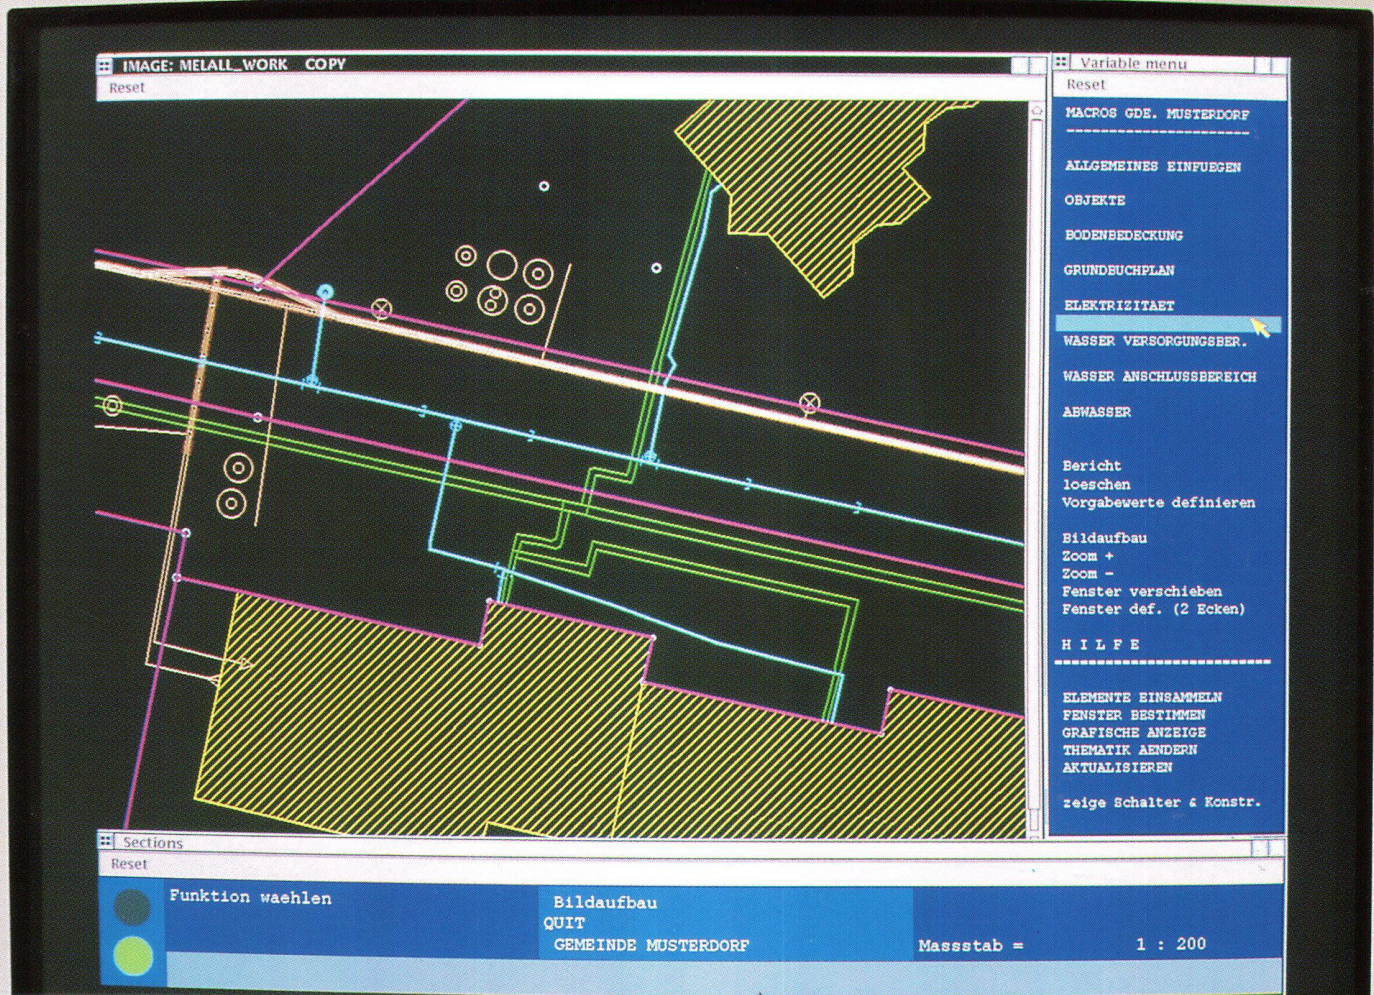 IMAGE: MELALL_WORK COPY
Reset
Variable menu
Reset
MACROS GDE. MUSTERDORF
----------------------
ALLGEMEINES EINFUEGEN
OBJEKTE
BODENBEDECKUNG
GRUNDBUCHPLAN
ELEKTRIZITAET
WASSER VERSORGUNGSBER.
WASSER ANSCHLUSSBEREICH
ABWASSER
Bericht
loeschen
Vorgabewerte definieren
Bildaufbau
Zoom +
Zoom -
Fenster verschieben
Fenster def. (2 Ecken)
H I L F E
-------------------------
ELEMENTE EINSAMMELN
FENSTER BESTIMMEN
GRAFISCHE ANZEIGE
THEMATIK AENDERN
AKTUALISIEREN
zeige Schalter & Konstr.
Sections
Reset
Funktion waehlen
Bildaufbau
QUIT
GEMEINDE MUSTERDORF
Massstab = 1 : 200